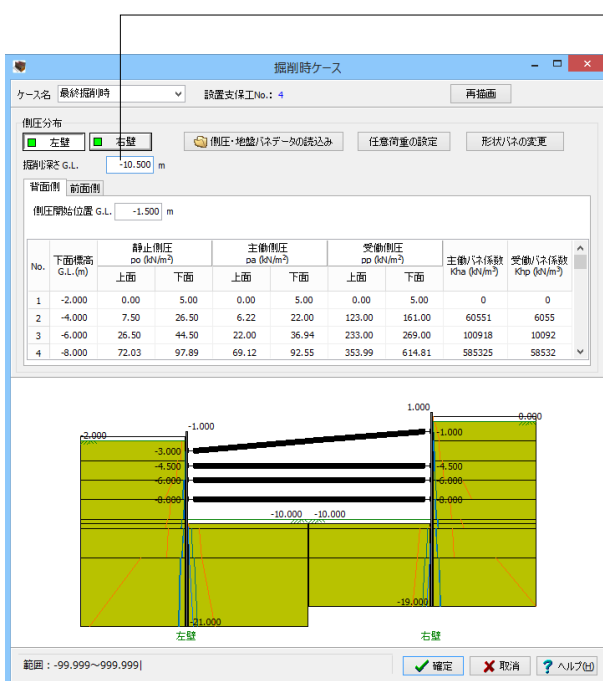 掘削時ケース
ケース名 最終掘削時 設置支保工No.: 4 再描画
側圧分布
左壁 右壁 側圧・地盤バネデータの読込み 任意荷重の設定 形状バネの変更
掘削深さ G.L. -10.500 m
背面側 前面側
側圧開始位置 G.L. -1.500 m
No. 下面標高 G.L.(m) 静止側圧 po (kN/m²) 主働側圧 pa (kN/m²) 受働側圧 pp (kN/m²) 主働バネ係数 Kha (kN/m³) 受働バネ係数 Khp (kN/m³)
上面 下面 上面 下面 上面 下面
1 -2.000 0.00 5.00 0.00 5.00 0.00 5.00 0 0
2 -4.000 7.50 26.50 6.22 22.00 123.00 161.00 60551 6055
3 -6.000 26.50 44.50 22.00 36.94 233.00 269.00 100918 10092
4 -8.000 72.03 97.89 69.12 92.55 353.99 614.81 585325 58532
1.000
0.000
-1.000
-1.000
-2.000
-3.000
-4.500 -4.500
-6.000 -6.000
-8.000 -8.000
-10.000 -10.000
-19.000
-21.000
左壁 右壁
範囲：-99.999～999.999| 確定 取消 ヘルプ(H)